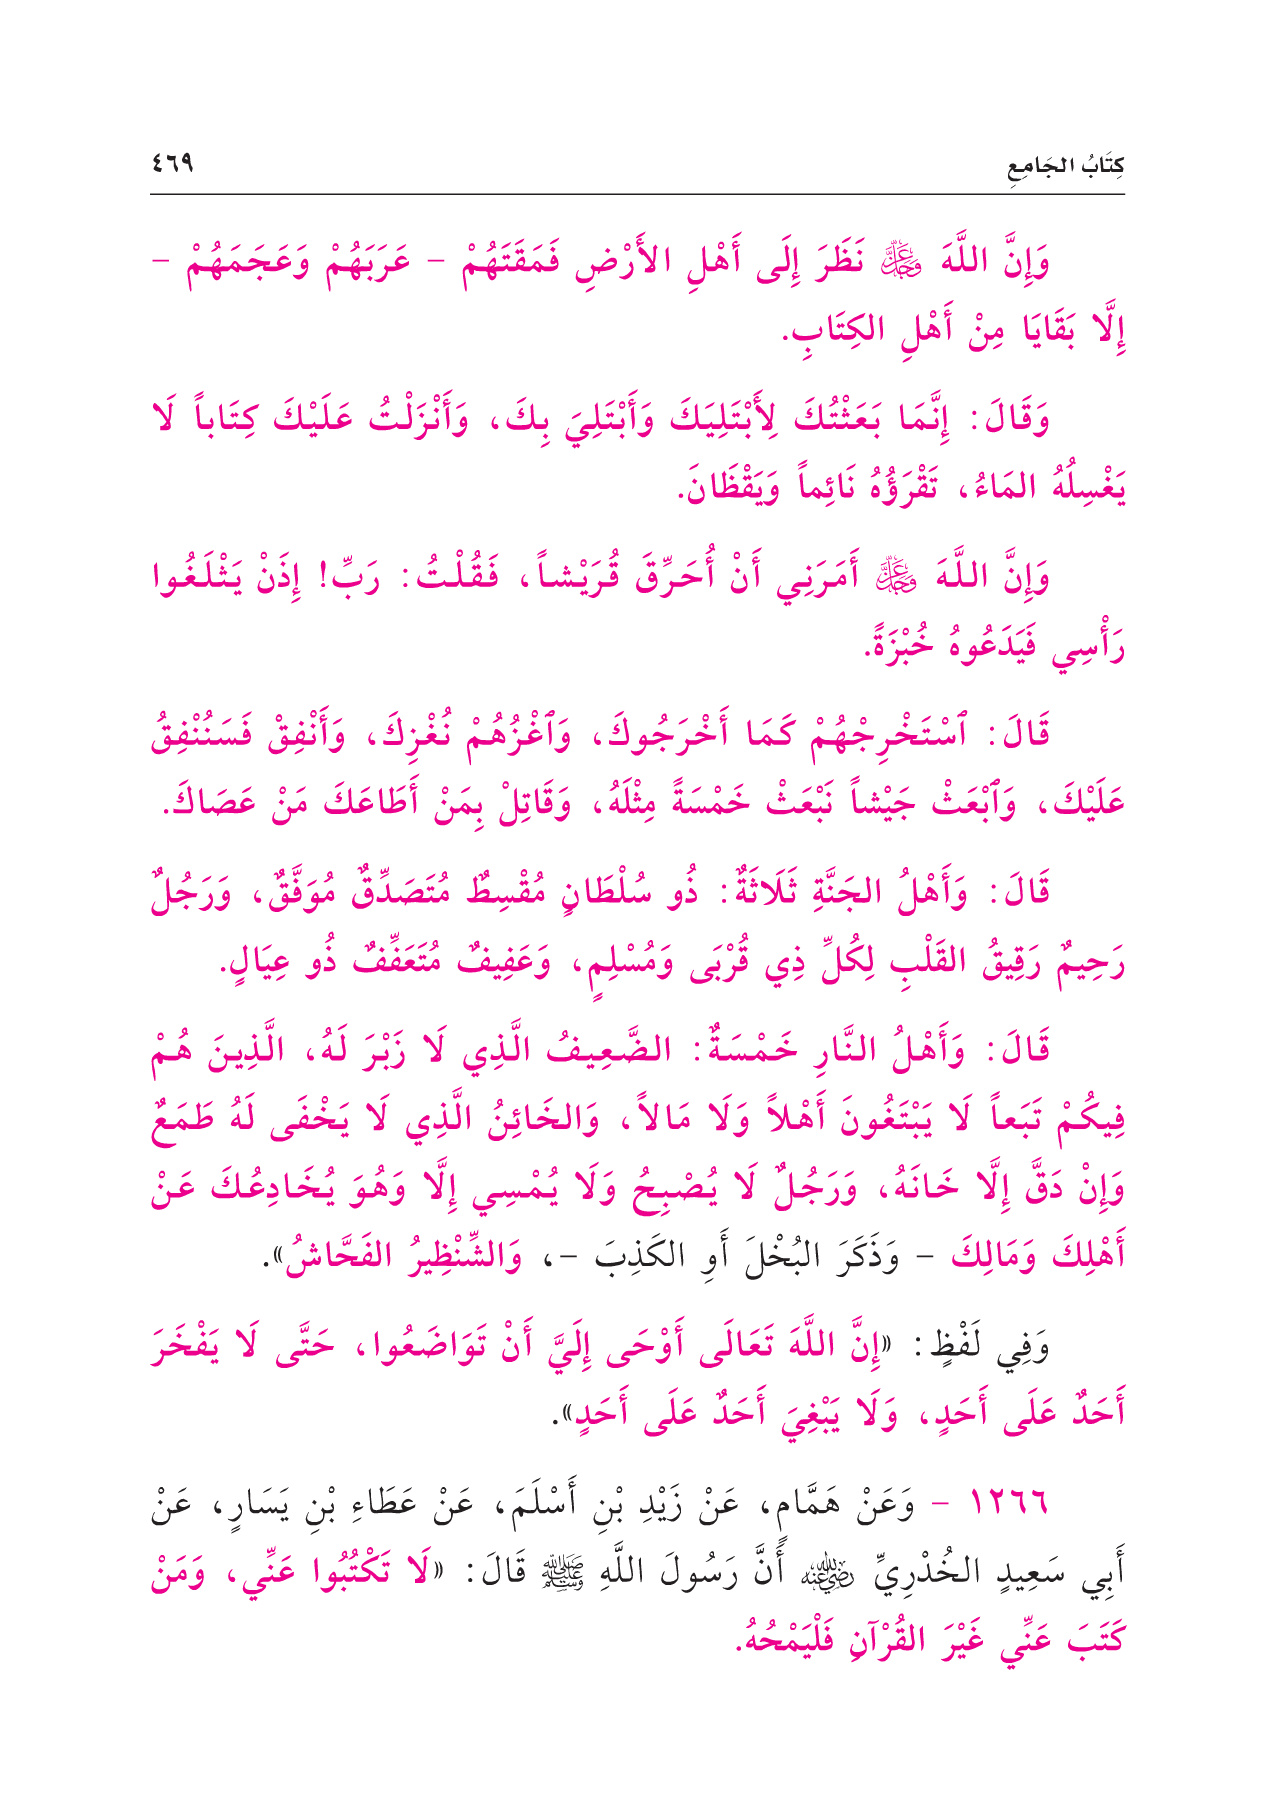 كِتَابُ الجَامِعِ ٤٦٩
وَإِنَّ اللَّهَ ﷿ نَظَرَ إِلَى أَهْلِ الأَرْضِ فَمَقَتَهُمْ - عَرَبَهُمْ وَعَجَمَهُمْ -
إِلَّا بَقَايَا مِنْ أَهْلِ الكِتَابِ.
وَقَالَ: إِنَّمَا بَعَثْتُكَ لِأَبْتَلِيَكَ وَأَبْتَلِيَ بِكَ، وَأَنْزَلْتُ عَلَيْكَ كِتَاباً لَا
يَغْسِلُهُ المَاءُ، تَقْرَؤُهُ نَائِماً وَيَقْظَانَ.
وَإِنَّ اللَّهَ ﷿ أَمَرَنِي أَنْ أُحَرِّقَ قُرَيْشاً، فَقُلْتُ: رَبِّ! إِذَنْ يَثْلَغُوا
رَأْسِي فَيَدَعُوهُ خُبْزَةً.
قَالَ: ٱسْتَخْرِجْهُمْ كَمَا أَخْرَجُوكَ، وَٱغْزُهُمْ نُغْزِكَ، وَأَنْفِقْ فَسَنُنْفِقُ
عَلَيْكَ، وَٱبْعَثْ جَيْشاً نَبْعَثْ خَمْسَةً مِثْلَهُ، وَقَاتِلْ بِمَنْ أَطَاعَكَ مَنْ عَصَاكَ.
قَالَ: وَأَهْلُ الجَنَّةِ ثَلَاثَةٌ: ذُو سُلْطَانٍ مُقْسِطٌ مُتَصَدِّقٌ مُوَفَّقٌ، وَرَجُلٌ
رَحِيمٌ رَقِيقُ القَلْبِ لِكُلِّ ذِي قُرْبَى وَمُسْلِمٍ، وَعَفِيفٌ مُتَعَفِّفٌ ذُو عِيَالٍ.
قَالَ: وَأَهْلُ النَّارِ خَمْسَةٌ: الضَّعِيفُ الَّذِي لَا زَبْرَ لَهُ، الَّذِينَ هُمْ
فِيكُمْ تَبَعاً لَا يَبْتَغُونَ أَهْلاً وَلَا مَالاً، وَالخَائِنُ الَّذِي لَا يَخْفَى لَهُ طَمَعٌ
وَإِنْ دَقَّ إِلَّا خَانَهُ، وَرَجُلٌ لَا يُصْبِحُ وَلَا يُمْسِي إِلَّا وَهُوَ يُخَادِعُكَ عَنْ
أَهْلِكَ وَمَالِكَ - وَذَكَرَ البُخْلَ أَوِ الكَذِبَ -، وَالشِّنْظِيرُ الفَحَّاشُ».
وَفِي لَفْظٍ: «إِنَّ اللَّهَ تَعَالَى أَوْحَى إِلَيَّ أَنْ تَوَاضَعُوا، حَتَّى لَا يَفْخَرَ
أَحَدٌ عَلَى أَحَدٍ، وَلَا يَبْغِيَ أَحَدٌ عَلَى أَحَدٍ».
١٢٦٦ - وَعَنْ هَمَّامٍ، عَنْ زَيْدِ بْنِ أَسْلَمَ، عَنْ عَطَاءِ بْنِ يَسَارٍ، عَنْ
أَبِي سَعِيدٍ الخُدْرِيِّ رضي الله عنه أَنَّ رَسُولَ اللَّهِ ﷺ قَالَ: «لَا تَكْتُبُوا عَنِّي، وَمَنْ
كَتَبَ عَنِّي غَيْرَ القُرْآنِ فَلْيَمْحُهُ.